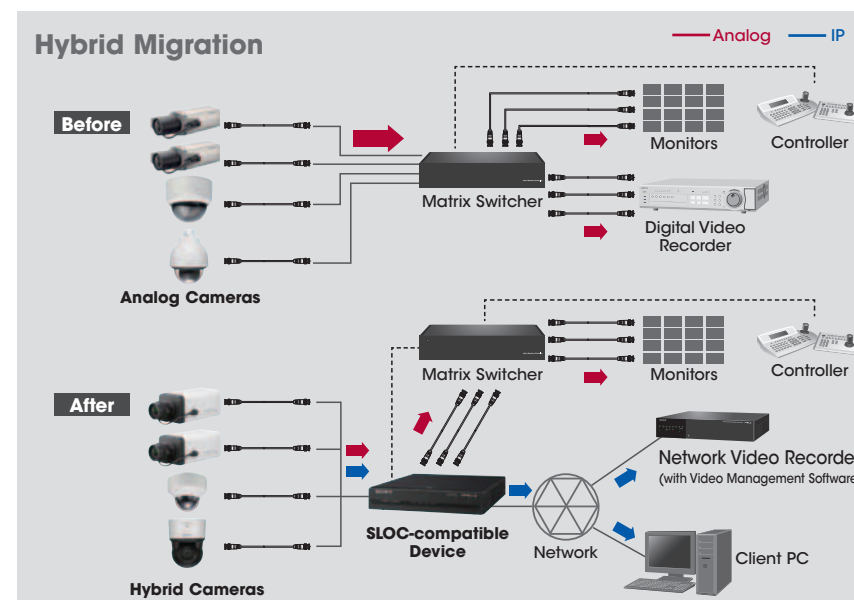 Hybrid Migration
Analog
IP
Before
Monitors
Controller
Matrix Switcher
Digital Video
Recorder
Analog Cameras
Matrix Switcher
Monitors
Controller
After
Network Video Recorde
(with Video Management Software
SLOC-compatible
Device
Network
Client PC
Hybrid Cameras